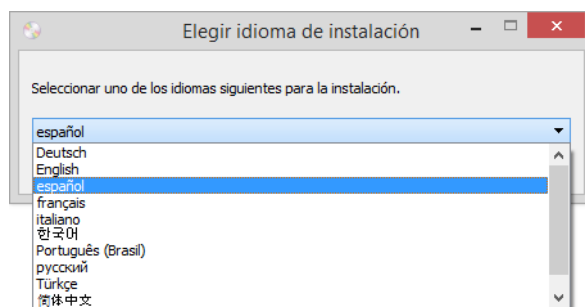 Elegir idioma de instalación
Seleccionar uno de los idiomas siguientes para la instalación.
español
Deutsch
English
español
français
italiano
한국어
Português (Brasil)
русский
Türkçe
简体中文